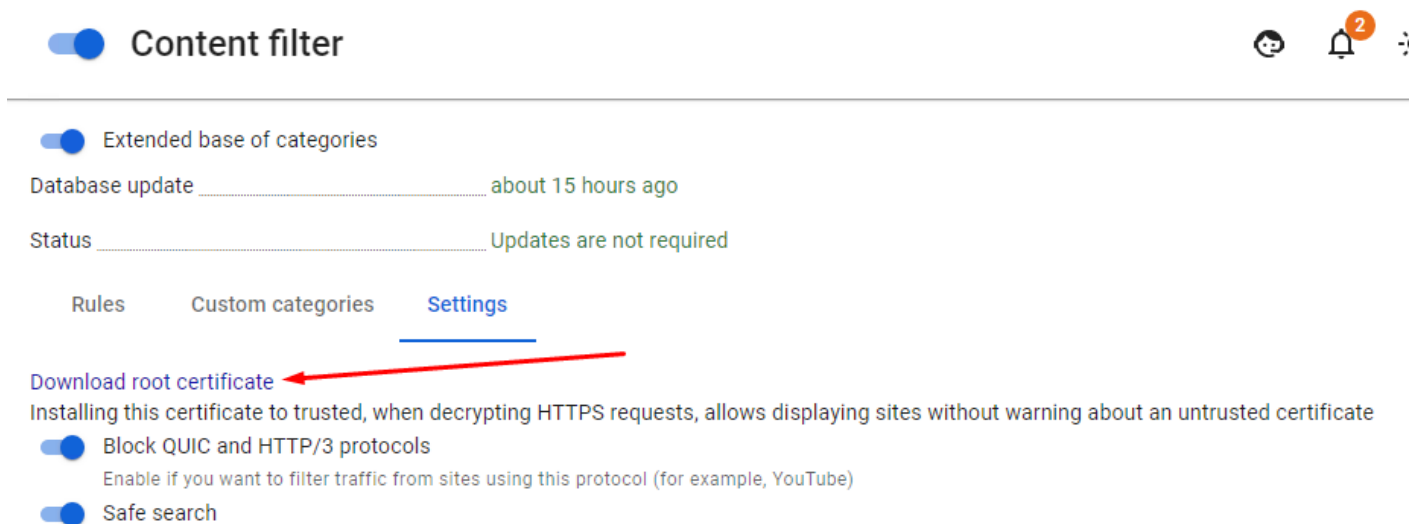 Content filter
2
Extended base of categories
Database update about 15 hours ago
Status Updates are not required
Rules Custom categories Settings
Download root certificate
Installing this certificate to trusted, when decrypting HTTPS requests, allows displaying sites without warning about an untrusted certificate
Block QUIC and HTTP/3 protocols
Enable if you want to filter traffic from sites using this protocol (for example, YouTube)
Safe search